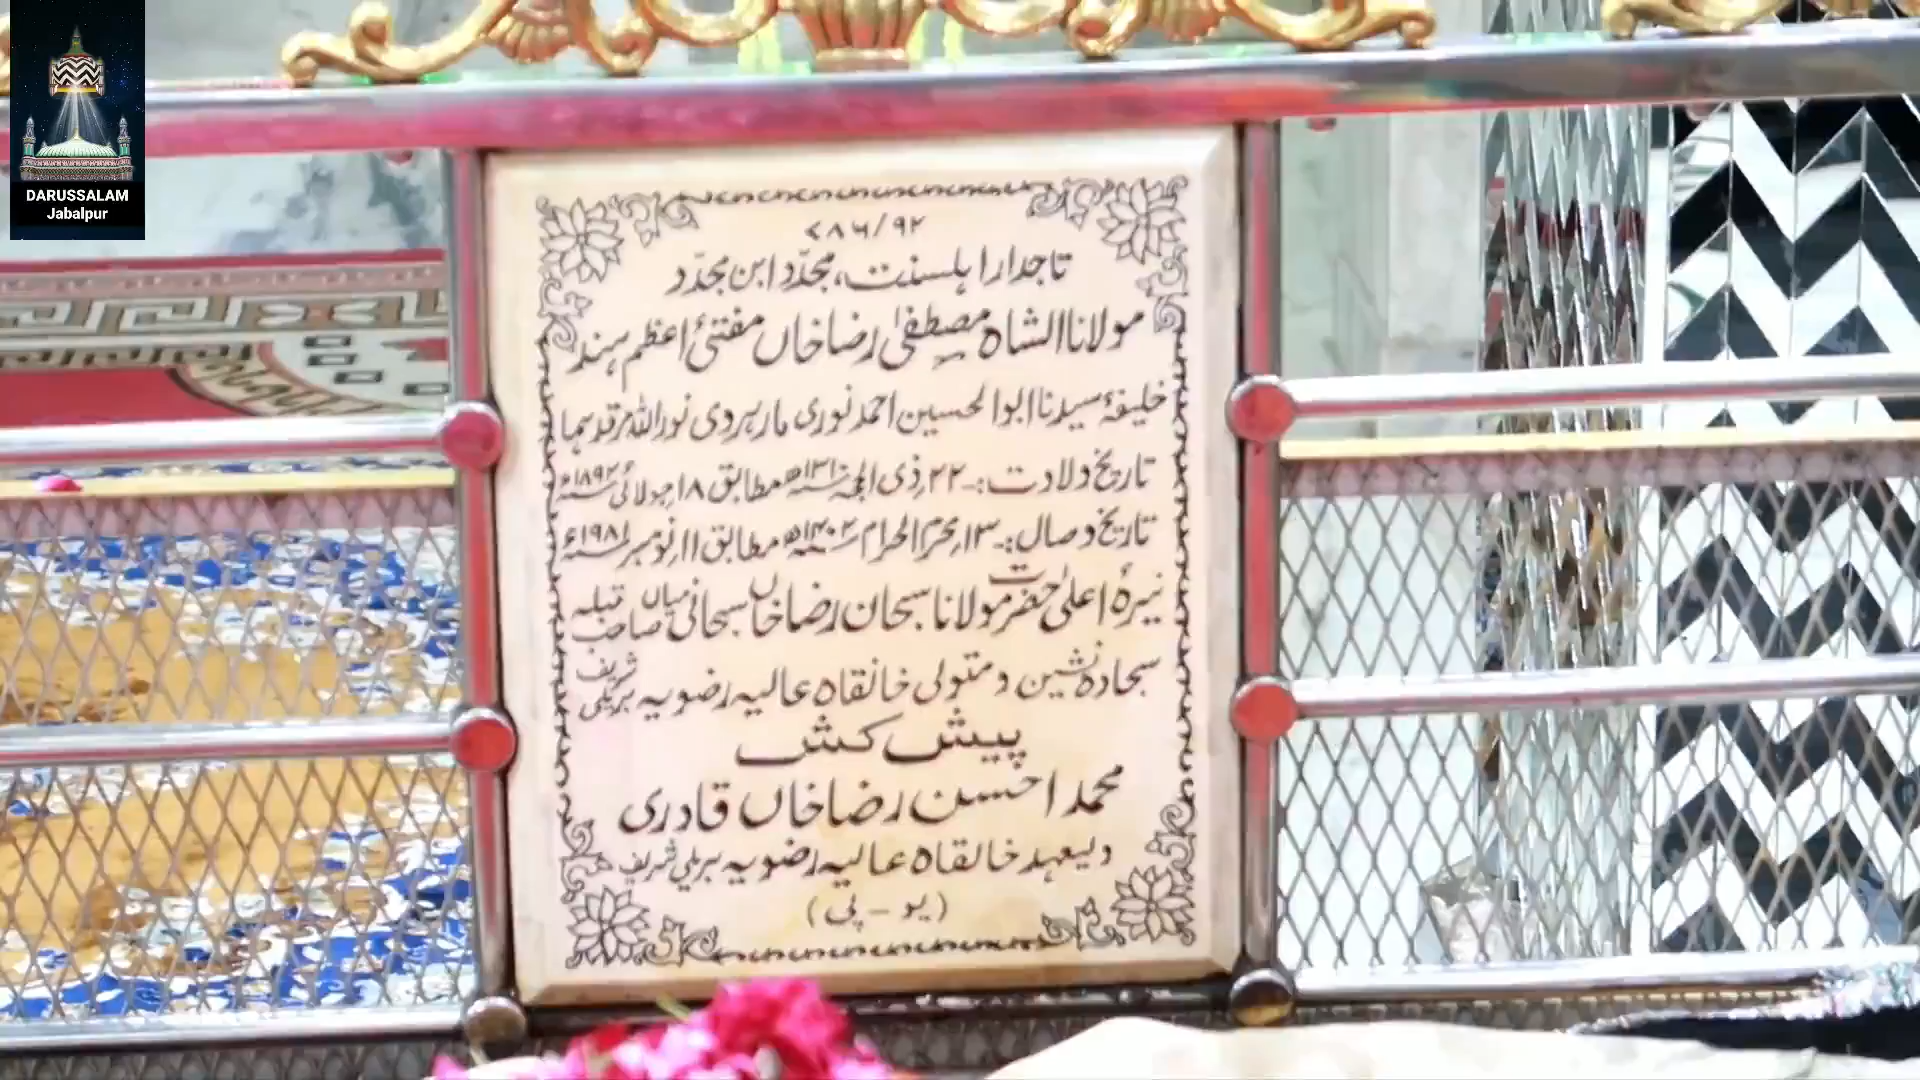 DARUSSALAM
Jabalpur
۷۸۶/۹۲
تاجدار اہلسنت، مجدّد ابن مجدّد
مولانا الشاہ مصطفیٰ رضا خاں مفتیٔ اعظم ہند
خلیفۂ سیدنا ابوالحسین احمد نوری مارہروی نور اللہ مرقدہما
تاریخ ولادت:۔ ۲۲؍ذی الحجہ ۱۳۱۰ھ مطابق ۱۸؍جولائی ۱۸۹۲ء
تاریخ وصال:۔ ۱۳؍محرم الحرام ۱۴۰۲ھ مطابق ۱۱؍نومبر ۱۹۸۱ء
نبیرۂ اعلیٰ حضرت مولانا سبحان رضا خاں سبحانی میاں صاحب قبلہ
سجادہ نشین و متولی خانقاہ عالیہ رضویہ بریلی شریف
پیش کش
محمد احسن رضا خاں قادری
ولیعہد خانقاہ عالیہ رضویہ بریلی شریف
(یو - پی)